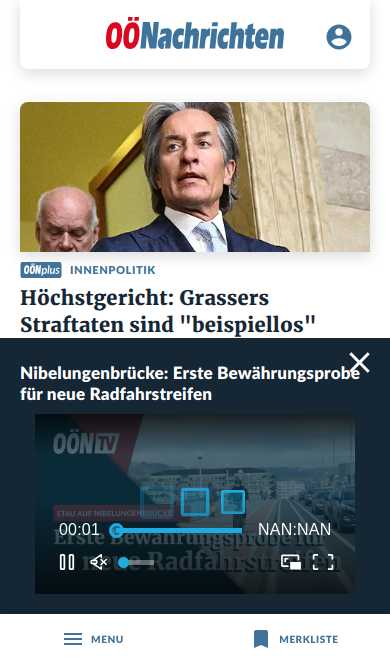 OÖNachrichten
OÖNplus INNENPOLITIK
Höchstgericht: Grassers
Straftaten sind "beispiellos"
Nibelungenbrücke: Erste Bewährungsprobe
für neue Radfahrstreifen
OÖN TV
STAU AUF NIBELUNGENBRÜCKE
00:01
NAN:NAN
Erste Bewährungsprobe für
neue Radfahrstreifen
MENU
MERKLISTE